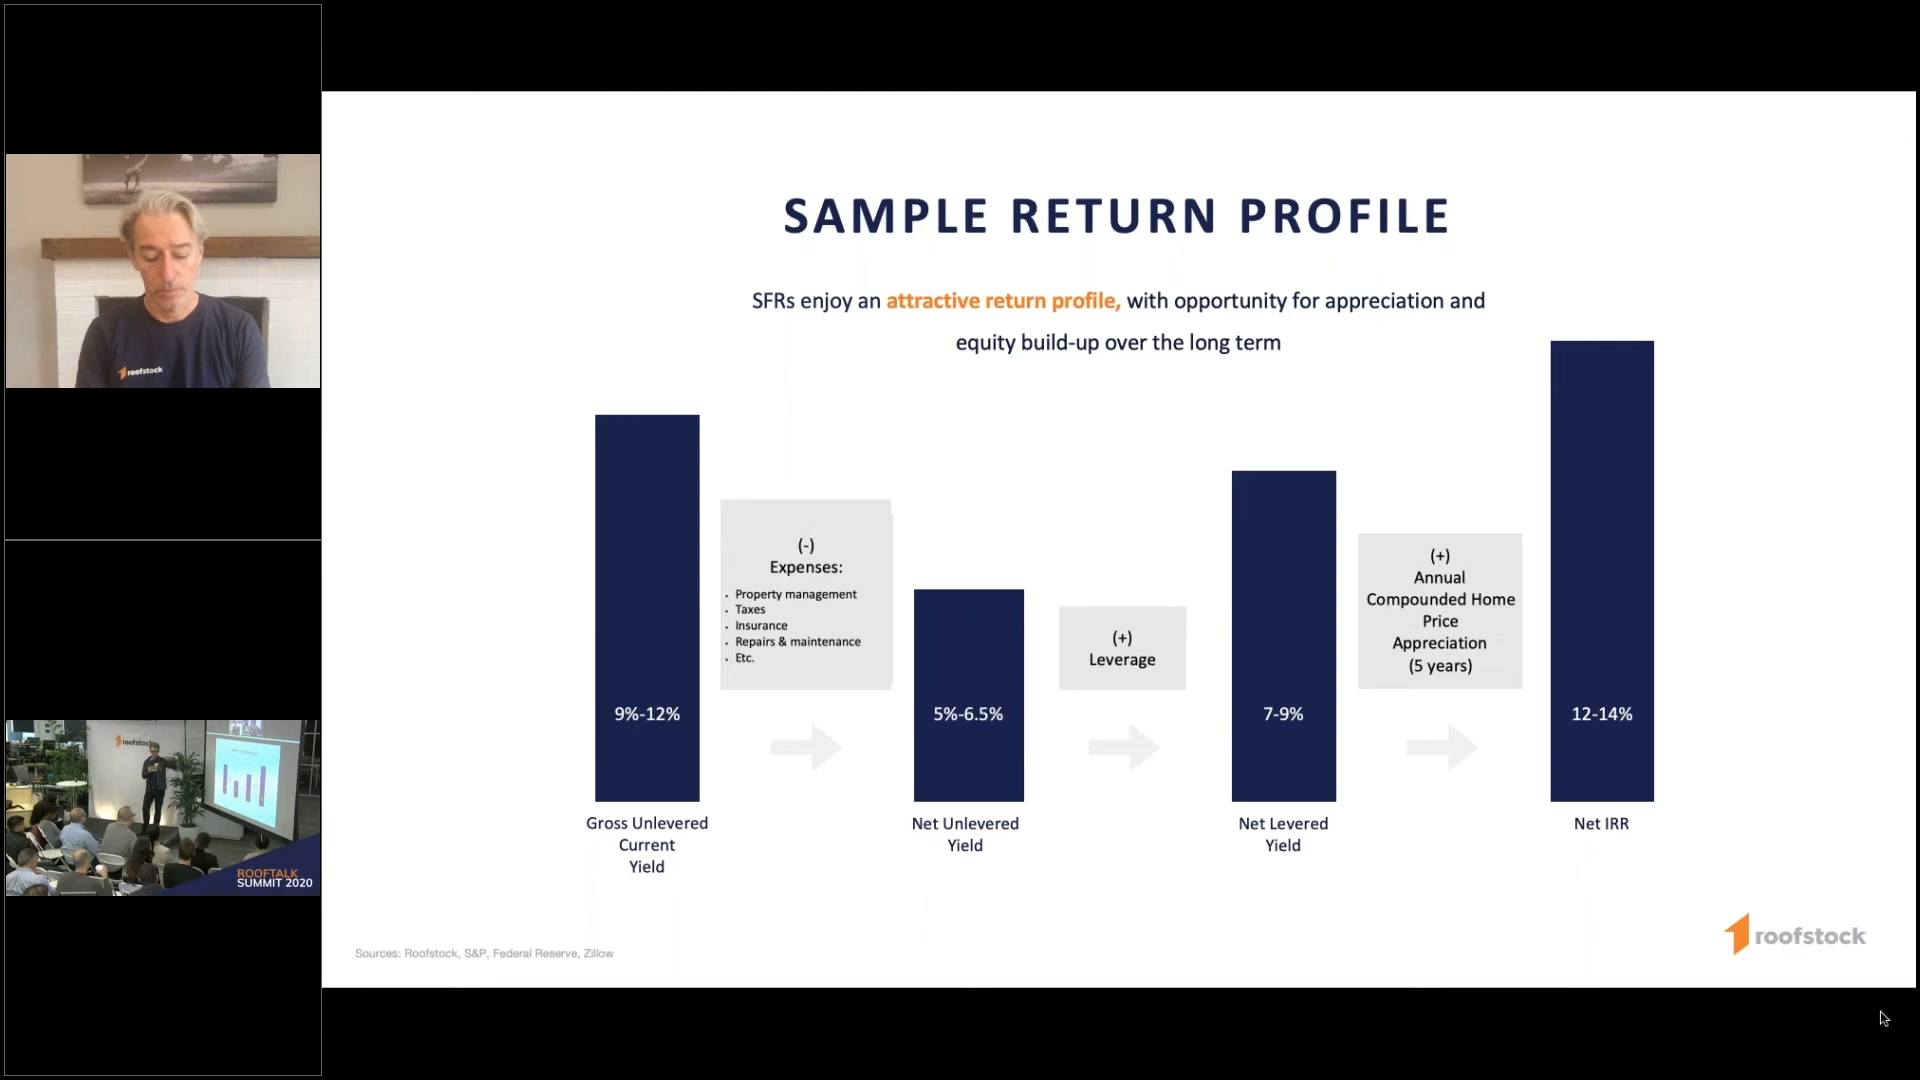 SAMPLE RETURN PROFILE
SFRs enjoy an attractive return profile, with opportunity for appreciation and
equity build-up over the long term
9%-12%
Gross Unlevered
Current
Yield
(-)
Expenses:
• Property management
• Taxes
• Insurance
• Repairs & maintenance
• Etc.
5%-6.5%
Net Unlevered
Yield
(+)
Leverage
7-9%
Net Levered
Yield
(+)
Annual
Compounded Home
Price
Appreciation
(5 years)
12-14%
Net IRR
Sources: Roofstock, S&P, Federal Reserve, Zillow
roofstock
roofstock
roofstock
ROOFTALK
SUMMIT 2020